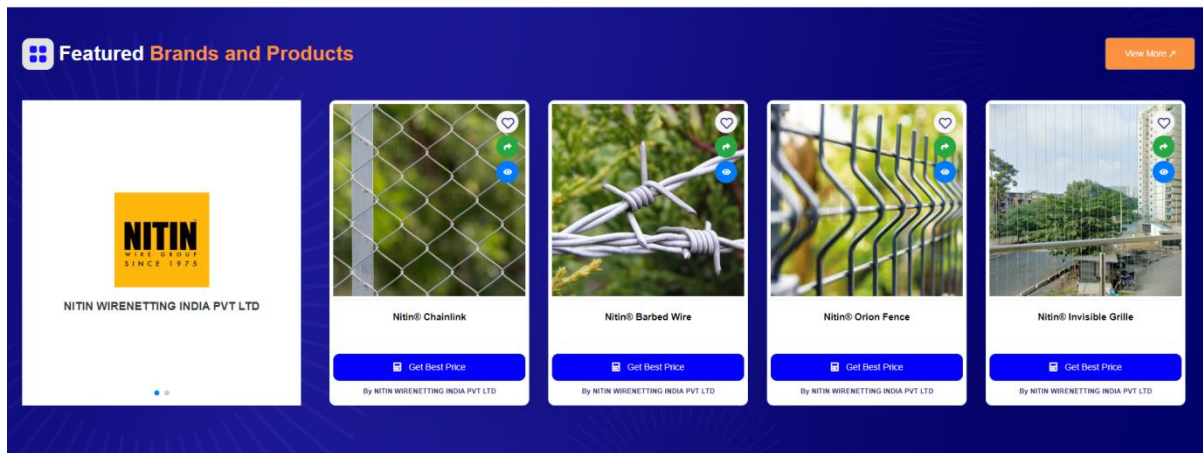 Featured Brands and Products
View More ↗
NITIN
WIRE GROUP
SINCE 1975
NITIN WIRENETTING INDIA PVT LTD
Nitin® Chainlink
Get Best Price
By NITIN WIRENETTING INDIA PVT LTD
Nitin® Barbed Wire
Get Best Price
By NITIN WIRENETTING INDIA PVT LTD
Nitin® Orion Fence
Get Best Price
By NITIN WIRENETTING INDIA PVT LTD
Nitin® Invisible Grille
Get Best Price
By NITIN WIRENETTING INDIA PVT LTD